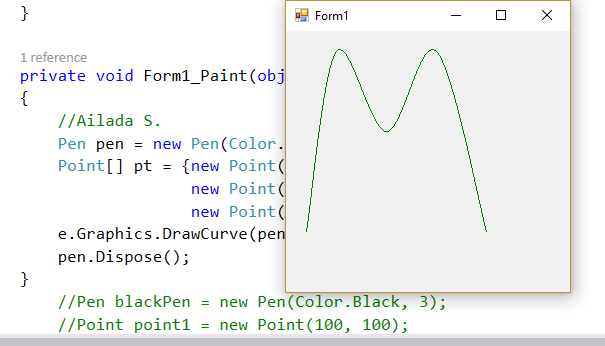 }
Form1
1 reference
private void Form1_Paint(obj
{
//Ailada S.
Pen pen = new Pen(Color.
Point[] pt = {new Point(
new Point(
new Point(
e.Graphics.DrawCurve(pen
pen.Dispose();
}
//Pen blackPen = new Pen(Color.Black, 3);
//Point point1 = new Point(100, 100);